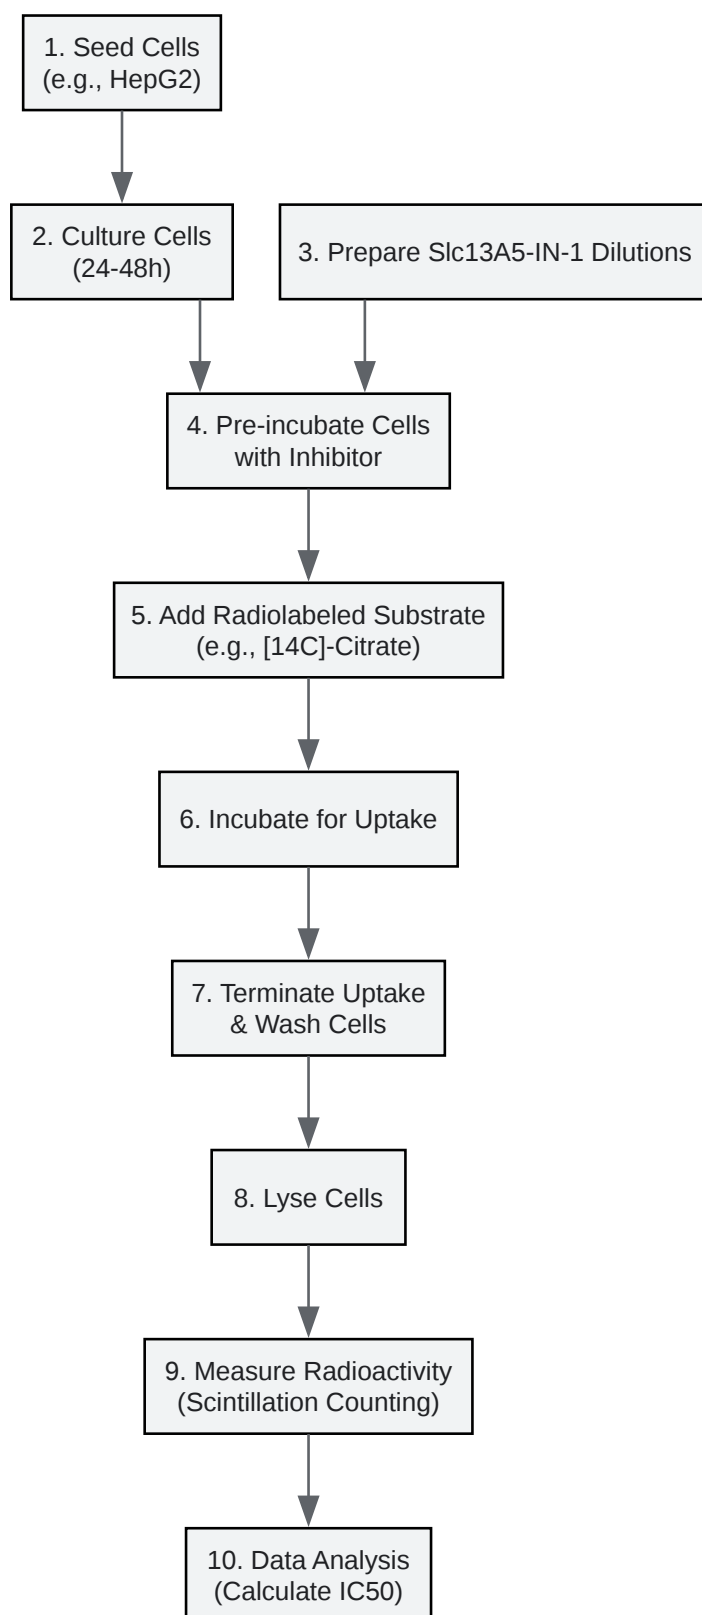 1. Seed Cells
(e.g., HepG2)
2. Culture Cells
(24-48h)
3. Prepare Slc13A5-IN-1 Dilutions
4. Pre-incubate Cells
with Inhibitor
5. Add Radiolabeled Substrate
(e.g., [14C]-Citrate)
6. Incubate for Uptake
7. Terminate Uptake
& Wash Cells
8. Lyse Cells
9. Measure Radioactivity
(Scintillation Counting)
10. Data Analysis
(Calculate IC50)